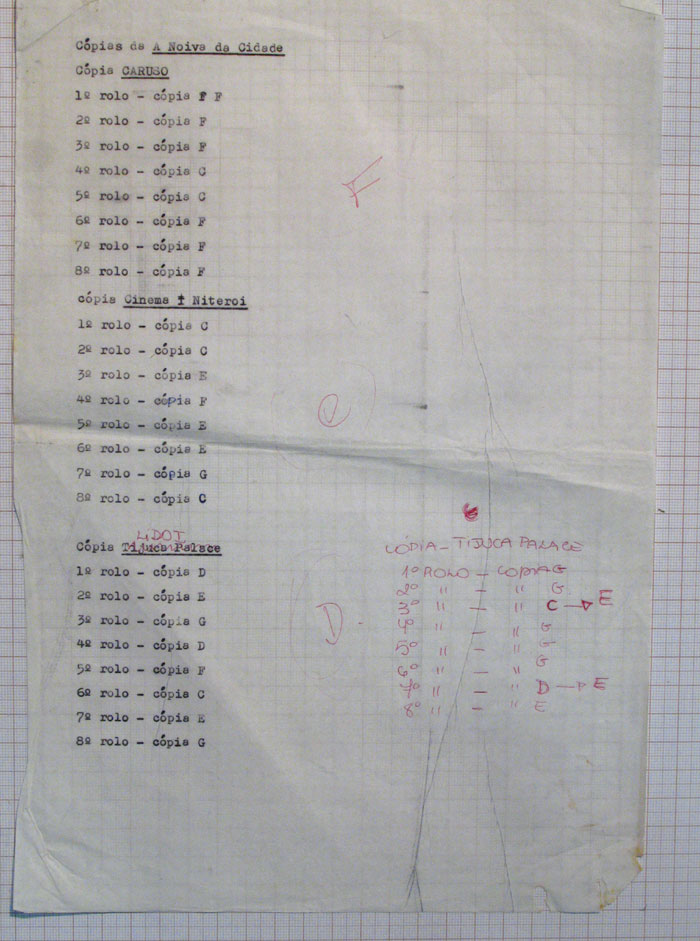 Cópias de A Noiva da Cidade
Cópia CARUSO
1º rolo - cópia F
2º rolo - cópia F
3º rolo - cópia F
4º rolo - cópia G
5º rolo - cópia G
6º rolo - cópia F
7º rolo - cópia F
8º rolo - cópia F
F
cópia Cinema 1 Niteroi
1º rolo - cópia C
2º rolo - cópia C
3º rolo - cópia E
4º rolo - cópia F
5º rolo - cópia E
6º rolo - cópia E
7º rolo - cópia G
8º rolo - cópia C
LIDO I
Cópia Tijuca Palace
1º rolo - cópia D
2º rolo - cópia E
3º rolo - cópia G
4º rolo - cópia D
5º rolo - cópia F
6º rolo - cópia C
7º rolo - cópia E
8º rolo - cópia G
D
CÓPIA - TIJUCA PALACE
1º ROLO - COPIA G
2º " - " G
3º " - " C → E
4º " - " G
5º " - " G
6º " - " G
7º " - " D → E
8º " - " E